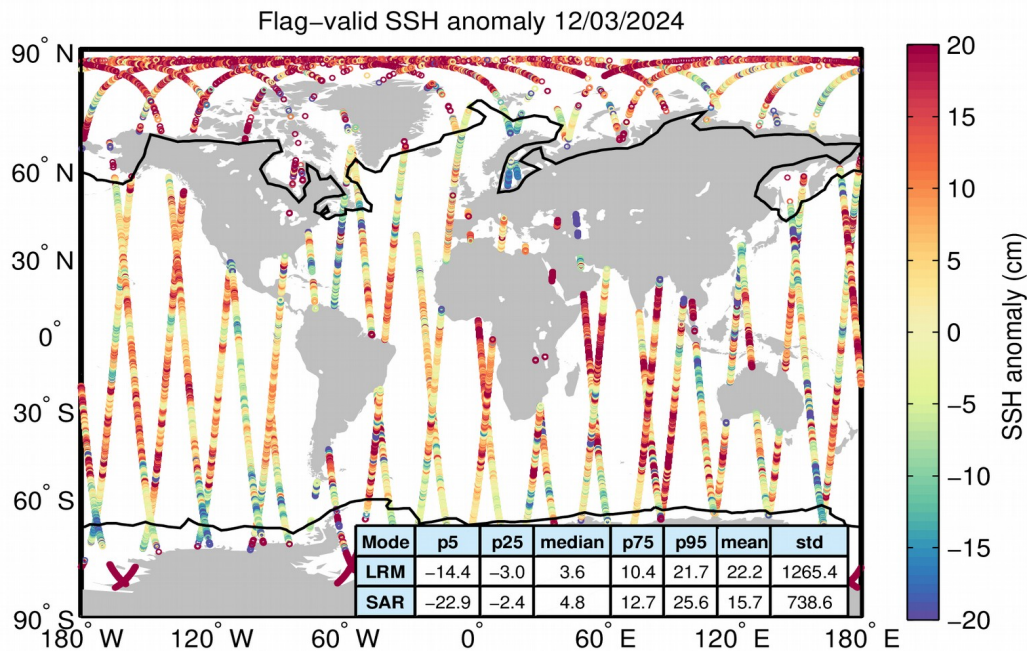 Flag−valid SSH anomaly 12/03/2024
90° N
60° N
30° N
0°
30° S
60° S
90° S
180° W
120° W
60° W
0°
60° E
120° E
180° E
20
15
10
5
0
−5
−10
−15
−20
SSH anomaly (cm)
Mode p5 p25 median p75 p95 mean std
LRM −14.4 −3.0 3.6 10.4 21.7 22.2 1265.4
SAR −22.9 −2.4 4.8 12.7 25.6 15.7 738.6